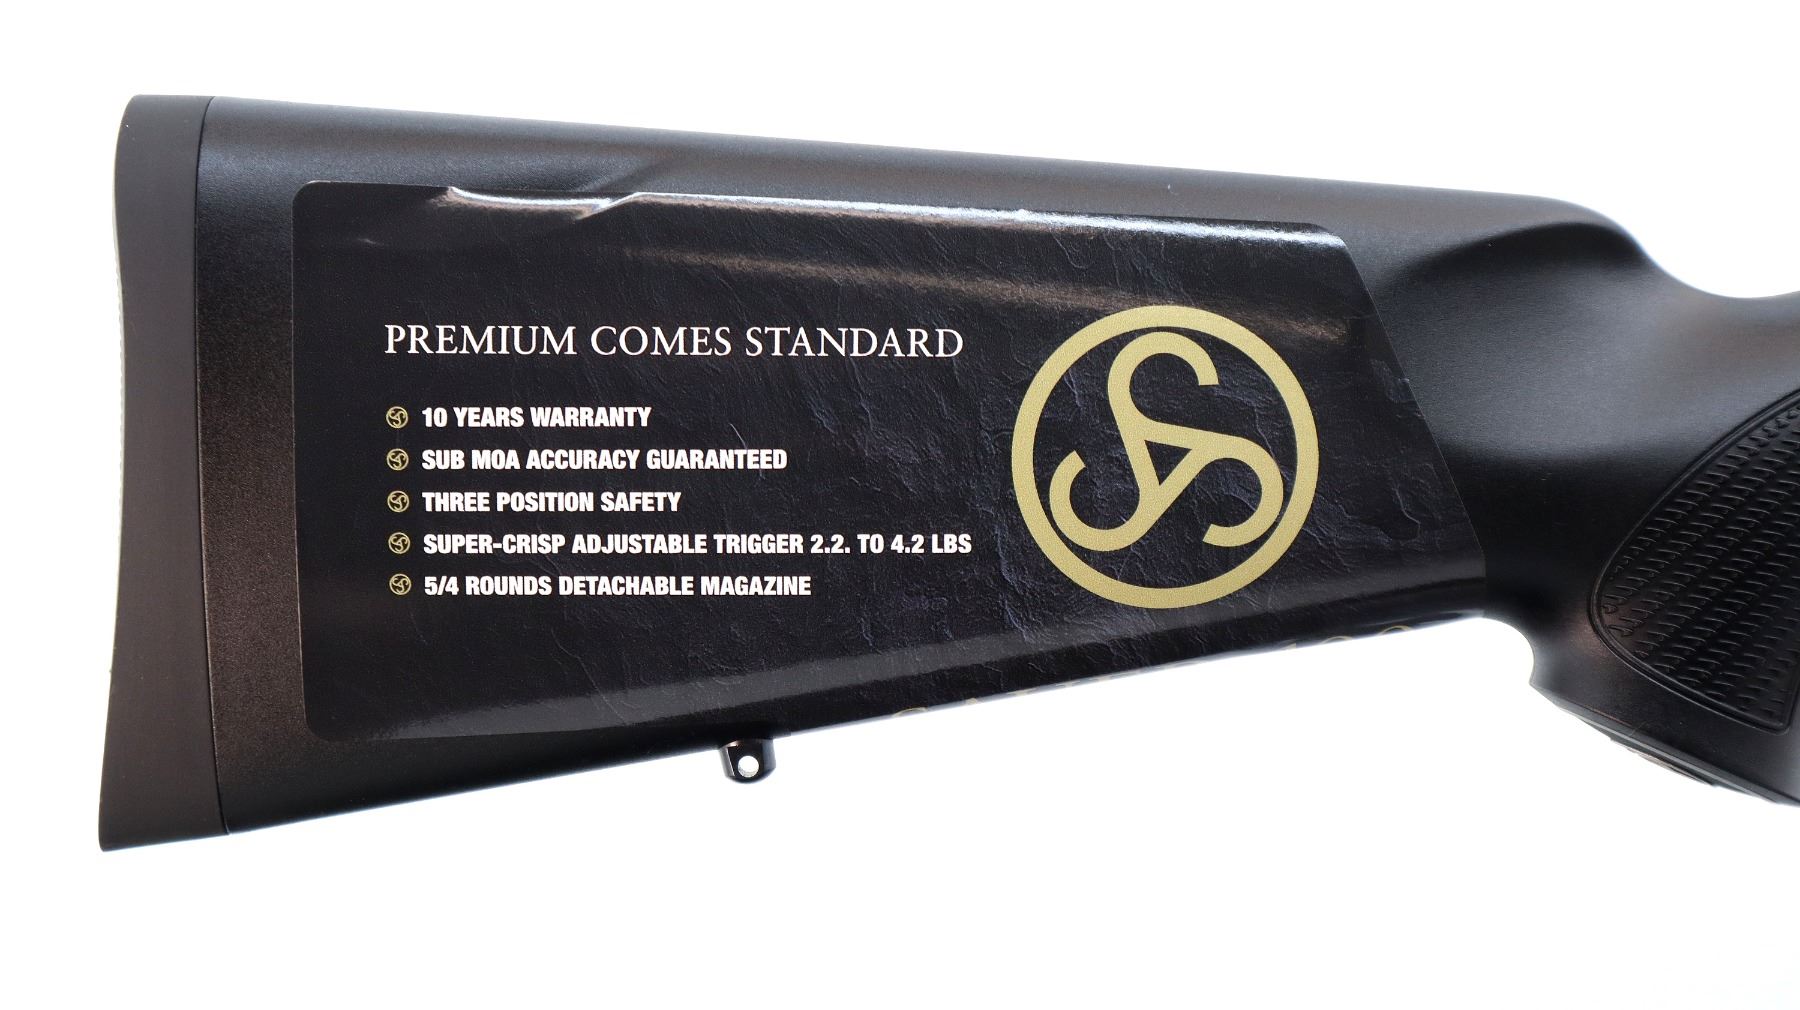 PREMIUM COMES STANDARD
10 YEARS WARRANTY
SUB MOA ACCURACY GUARANTEED
THREE POSITION SAFETY
SUPER-CRISP ADJUSTABLE TRIGGER 2.2. TO 4.2 LBS
5/4 ROUNDS DETACHABLE MAGAZINE